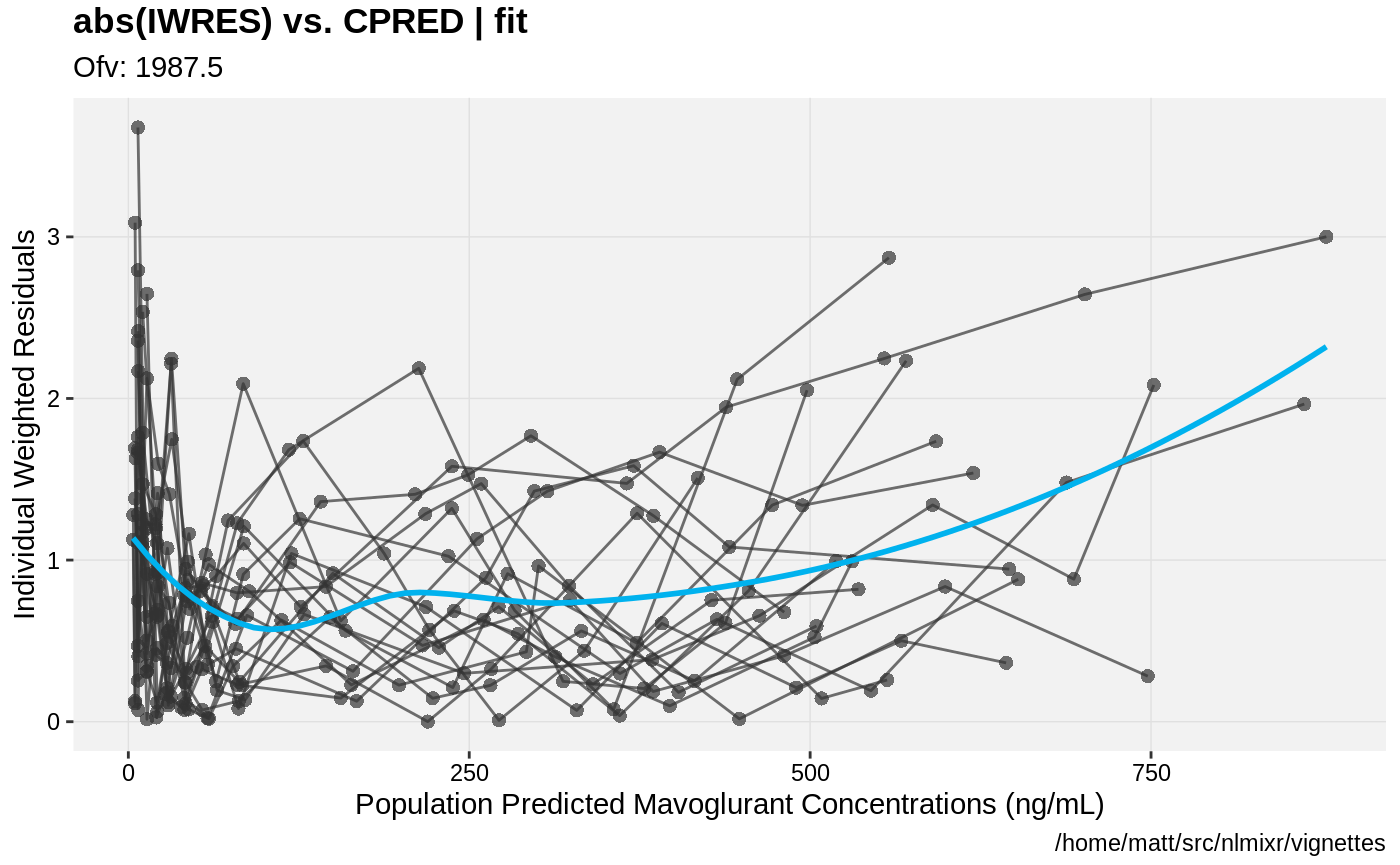 abs(IWRES) vs. CPRED | fit
Ofv: 1987.5
Individual Weighted Residuals
3
2
1
0
0 250 500 750
Population Predicted Mavoglurant Concentrations (ng/mL)
/home/matt/src/nlmixr/vignettes